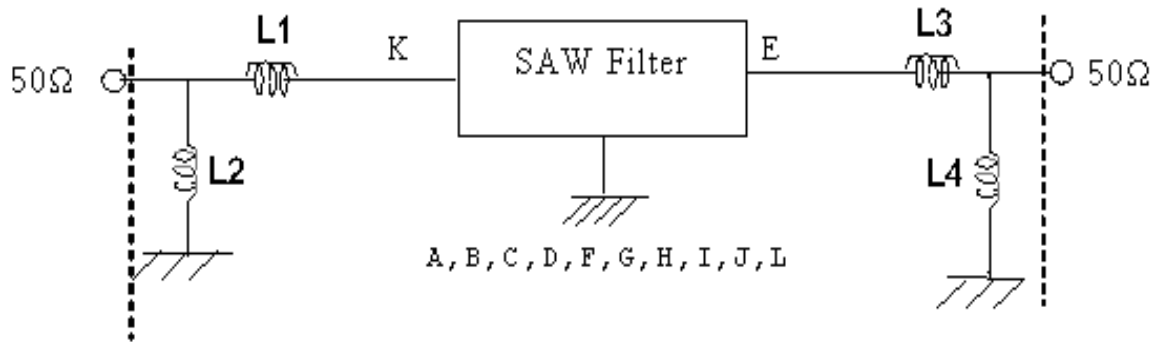 L1
L3
K
SAW Filter
E
50Ω
50Ω
L2
L4
A,B,C,D,F,G,H,I,J,L